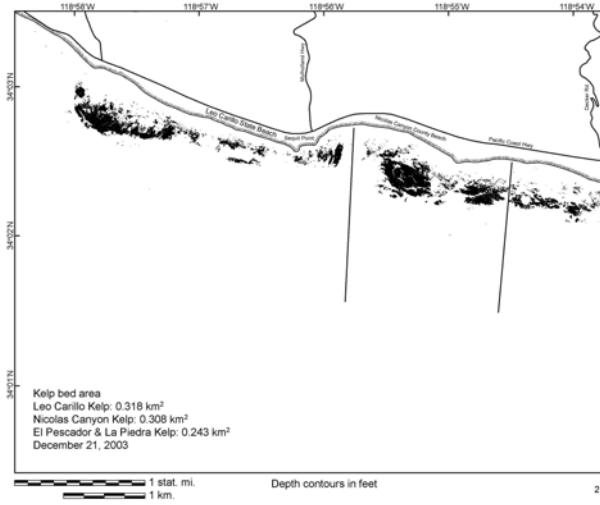 118°58'W 118°57'W 118°56'W 118°55'W 118°54'W
34°03'N
34°02'N
34°01'N
Mulholland Hwy
Decker Rd.
Leo Carillo State Beach
Sequit Point
Nicolas Canyon County Beach
Pacific Coast Hwy
Kelp bed area
Leo Carillo Kelp: 0.318 km²
Nicolas Canyon Kelp: 0.308 km²
El Pescador & La Piedra Kelp: 0.243 km²
December 21, 2003
1 stat. mi.
1 km.
Depth contours in feet
2